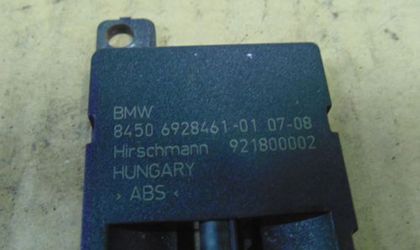 BMW
8450 6928461-01 07-08
Hirschmann 921800002
HUNGARY
> ABS <